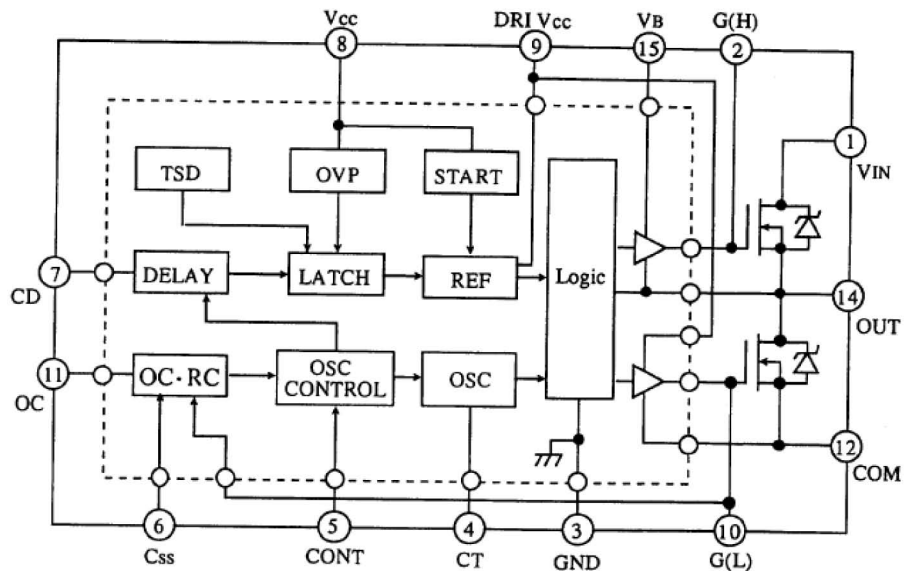 Vcc DRI Vcc VB G(H)
8 9 15 2
1
VIN
TSD OVP START
7
CD
DELAY LATCH REF Logic
14
OUT
11
OC
OC·RC OSC CONTROL OSC
12
COM
6 5 4 3 10
Css CONT CT GND G(L)